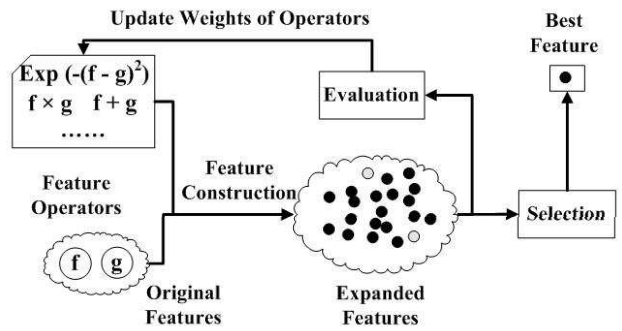 Update Weights of Operators
Best
Feature
Exp (-(f - g)²)
f × g f + g
......
Evaluation
Feature
Operators
Feature
Construction
Selection
f g
Original
Features
Expanded
Features